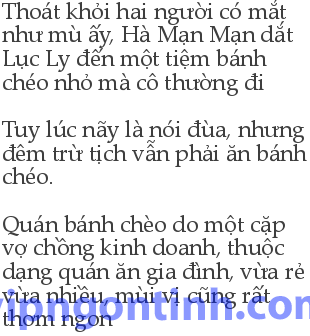 Thoát khỏi hai người có mắt
như mù ấy, Hà Mạn Mạn dắt
Lục Ly đến một tiệm bánh
chéo nhỏ mà cô thường đi
Tuy lúc nãy là nói đùa, nhưng
đêm trừ tịch vẫn phải ăn bánh
chéo.
Quán bánh chèo do một cặp
vợ chồng kinh doanh, thuộc
dạng quán ăn gia đình, vừa rẻ
vừa nhiều, mùi vị cũng rất
thơm ngon
vipngontinh.com